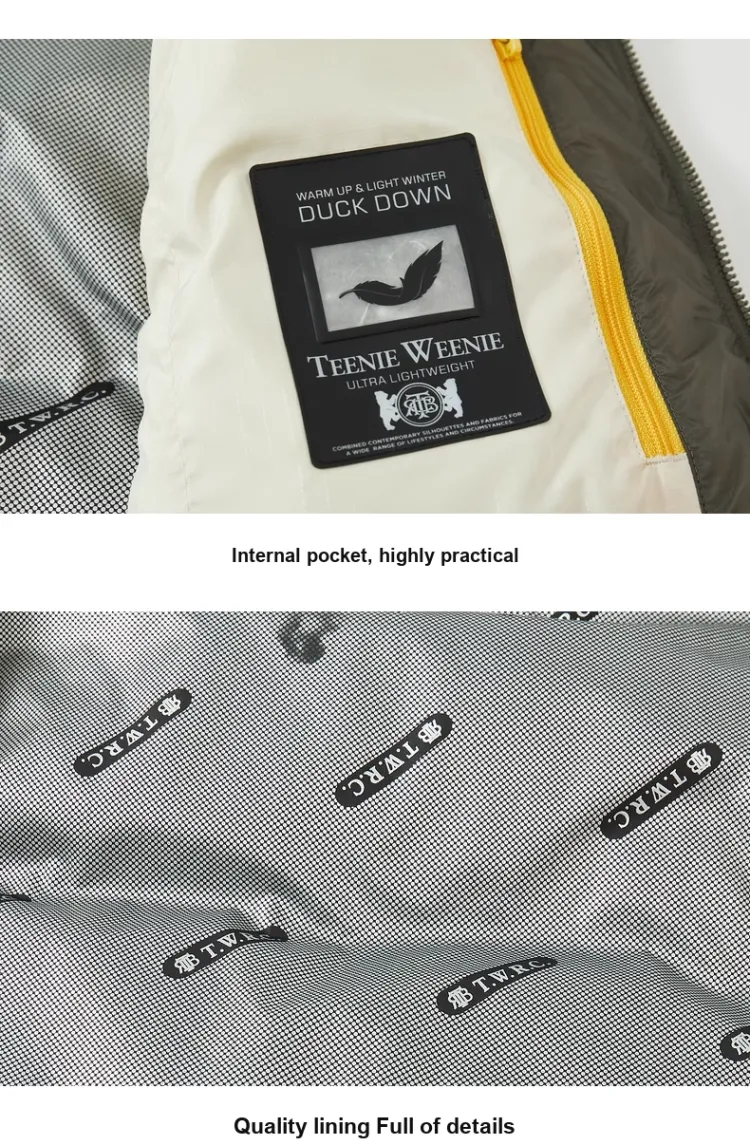 WARM UP & LIGHT WINTER
DUCK DOWN
TEENIE WEENIE
ULTRA LIGHTWEIGHT
COMBINED CONTEMPORARY SILHOUETTES AND FABRICS FOR
A WIDE RANGE OF LIFESTYLES AND CIRCUMSTANCES.
T.W.R.C.
Internal pocket, highly practical
T.W.R.C.
T.W.R.C.
T.W.R.C.
T.W.R.
T.W.R.C.
Quality lining Full of details